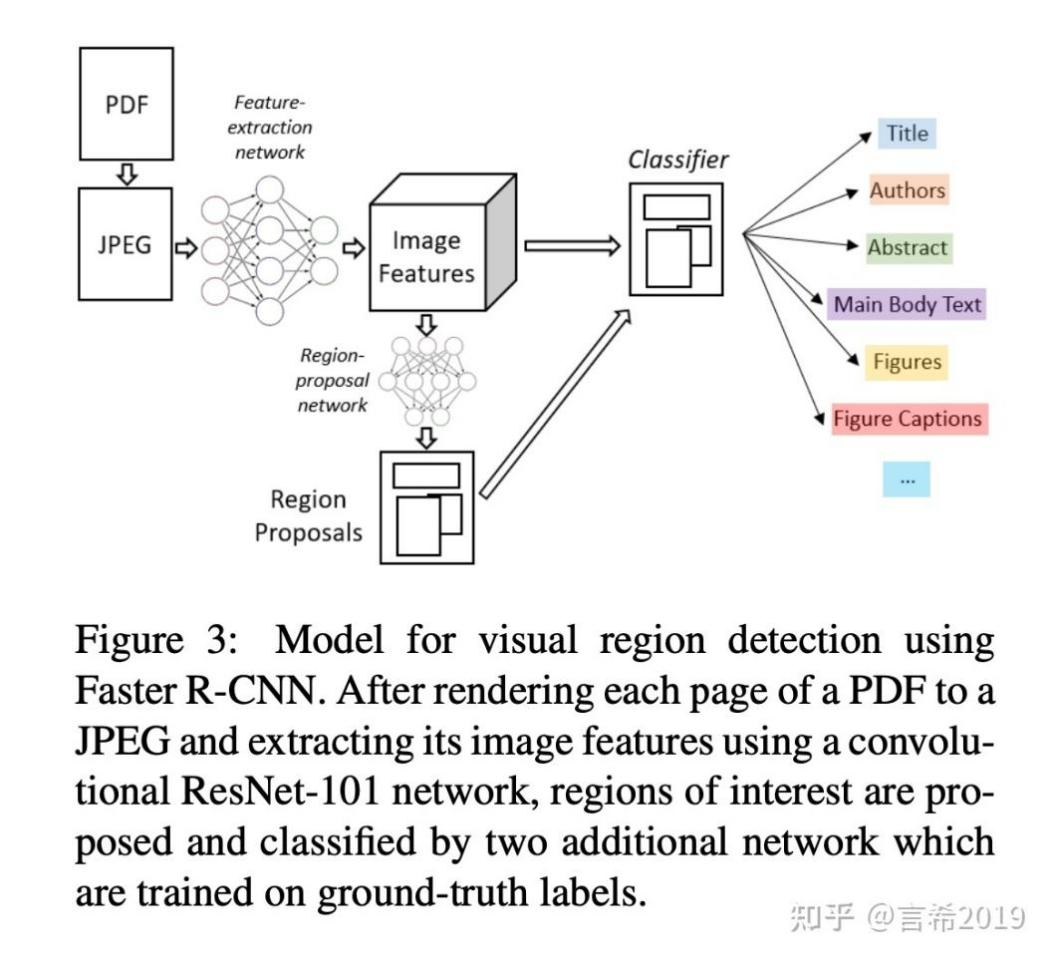 PDF
JPEG
Feature-
extraction
network
Image
Features
Region-
proposal
network
Region
Proposals
Classifier
Title
Authors
Abstract
Main Body Text
Figures
Figure Captions
...
Figure 3: Model for visual region detection using
Faster R-CNN. After rendering each page of a PDF to a
JPEG and extracting its image features using a convolu-
tional ResNet-101 network, regions of interest are pro-
posed and classified by two additional network which
are trained on ground-truth labels.
知乎 @言希2019